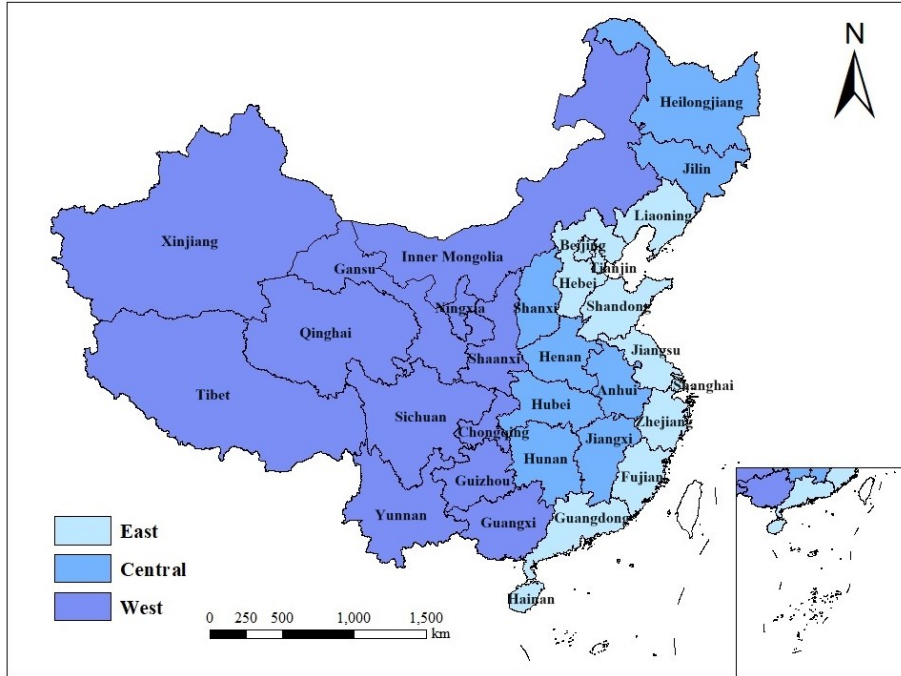 N
Heilongjiang
Jilin
Liaoning
Xinjiang
Beijing
Inner Mongolia
Gansu
Tianjin
Hebei
Ningxia
Shanxi
Shandong
Qinghai
Jiangsu
Shaanxi
Henan
Shanghai
Tibet
Anhui
Sichuan
Hubei
Zhejiang
Chongqing
Jiangxi
Hunan
Fujian
Guizhou
Yunnan
Guangxi
Guangdong
Hainan
East
Central
West
0 250 500 1,000 1,500
km